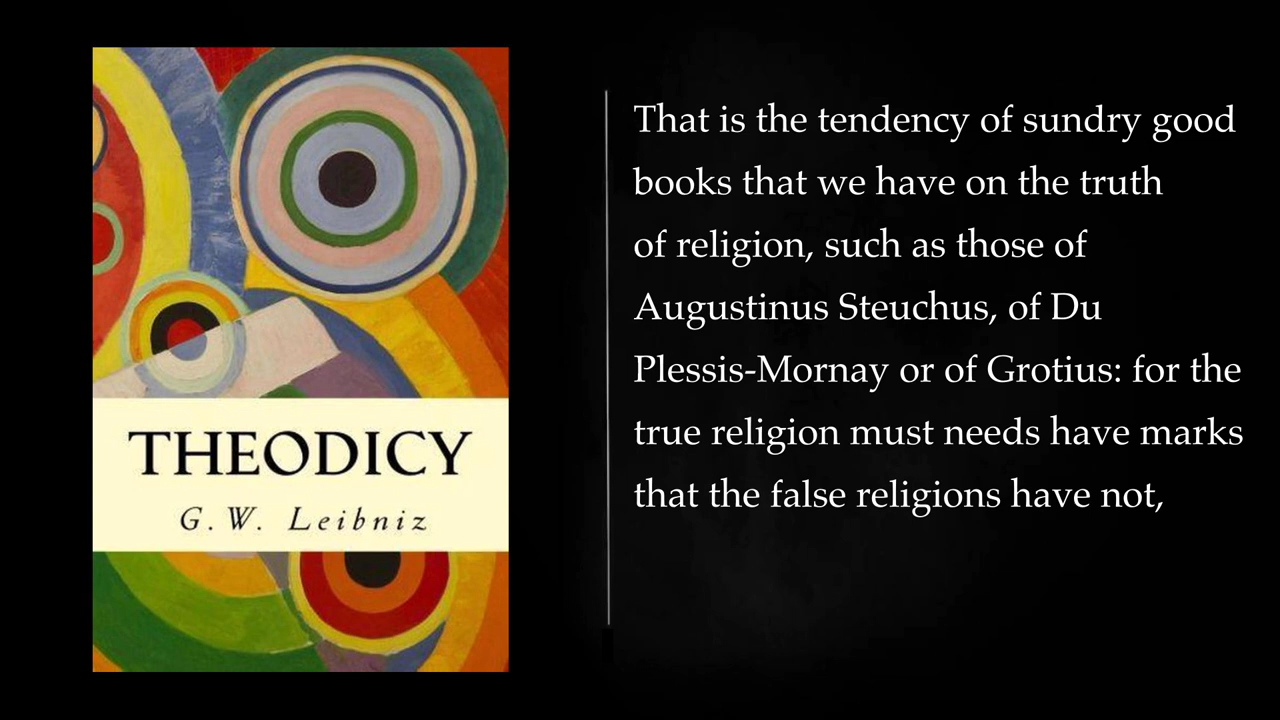 THEODICY
G. W. Leibniz
That is the tendency of sundry good
books that we have on the truth
of religion, such as those of
Augustinus Steuchus, of Du
Plessis-Mornay or of Grotius: for the
true religion must needs have marks
that the false religions have not,